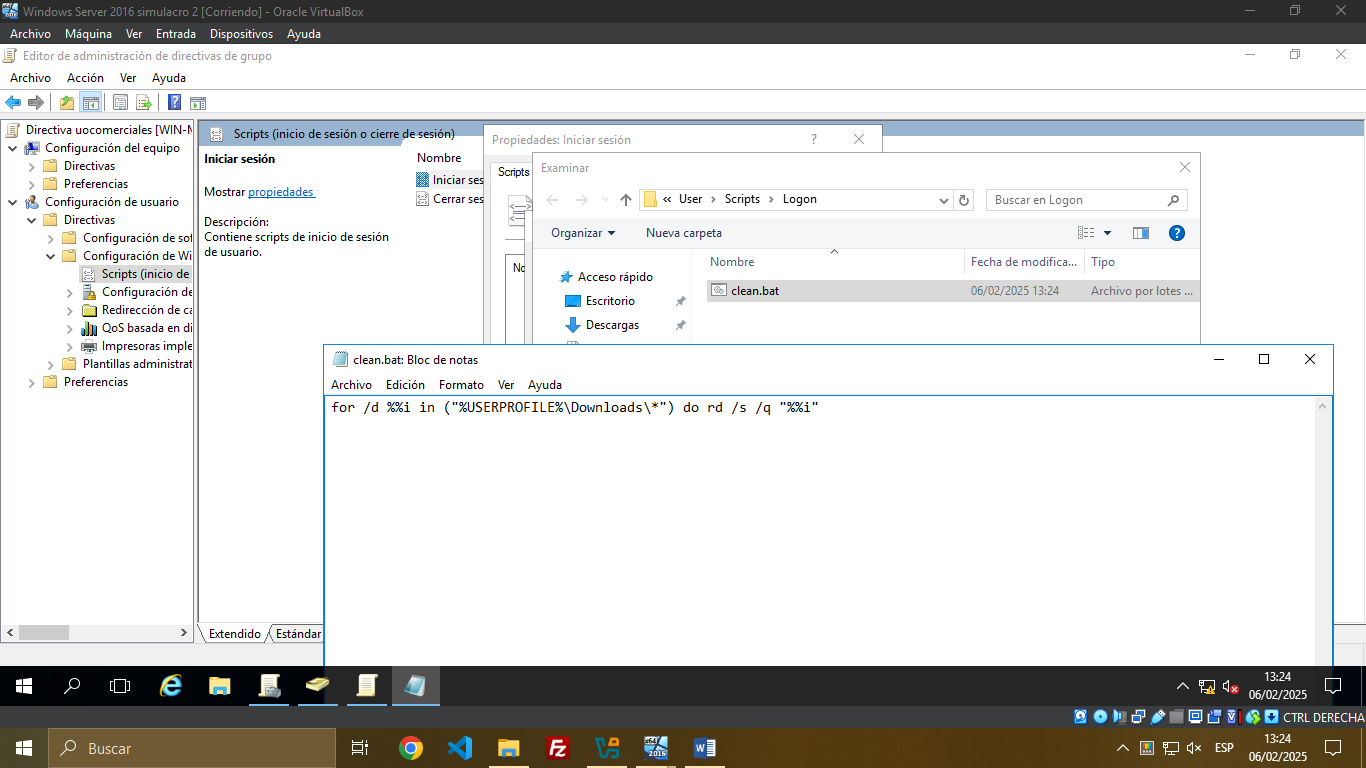 Windows Server 2016 simulacro 2 [Corriendo] - Oracle VirtualBox
Archivo Máquina Ver Entrada Dispositivos Ayuda
Editor de administración de directivas de grupo
Archivo Acción Ver Ayuda
Directiva uocomerciales [WIN-
Configuración del equipo
Directivas
Preferencias
Configuración de usuario
Directivas
Configuración de sof
Configuración de Wi
Scripts (inicio de
Configuración de
Redirección de ca
QoS basada en di
Impresoras imple
Plantillas administrat
Preferencias
Scripts (inicio de sesión o cierre de sesión)
Iniciar sesión
Mostrar propiedades
Descripción:
Contiene scripts de inicio de sesión
de usuario.
Nombre
Iniciar ses
Cerrar ses
Extendido Estándar
Propiedades: Iniciar sesión
Scripts
No
Examinar
« User Scripts Logon
Buscar en Logon
Organizar Nueva carpeta
Acceso rápido
Escritorio
Descargas
Nombre Fecha de modifica... Tipo
clean.bat 06/02/2025 13:24 Archivo por lotes ...
clean.bat: Bloc de notas
Archivo Edición Formato Ver Ayuda
for /d %%i in ("%USERPROFILE%\Downloads\*") do rd /s /q "%%i"
13:24
06/02/2025
CTRL DERECHA
Buscar
ESP
13:24
06/02/2025